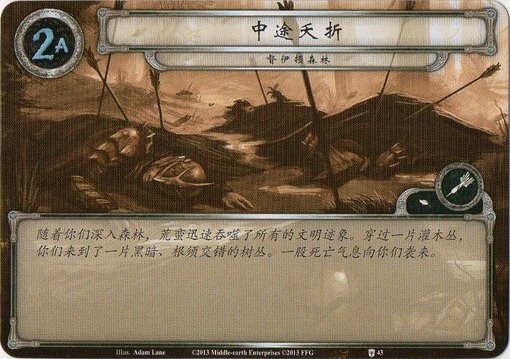 2A
中途夭折
督伊頓森林
随着你们深入森林，荒蛮迅速吞噬了所有的文明迹象。穿过一片灌木丛，
你们来到了一片黑暗、根须交错的树丛。一股死亡气息向你们袭来。
Illus. Adam Lane ©2013 Middle-earth Enterprises ©2013 FFG 43